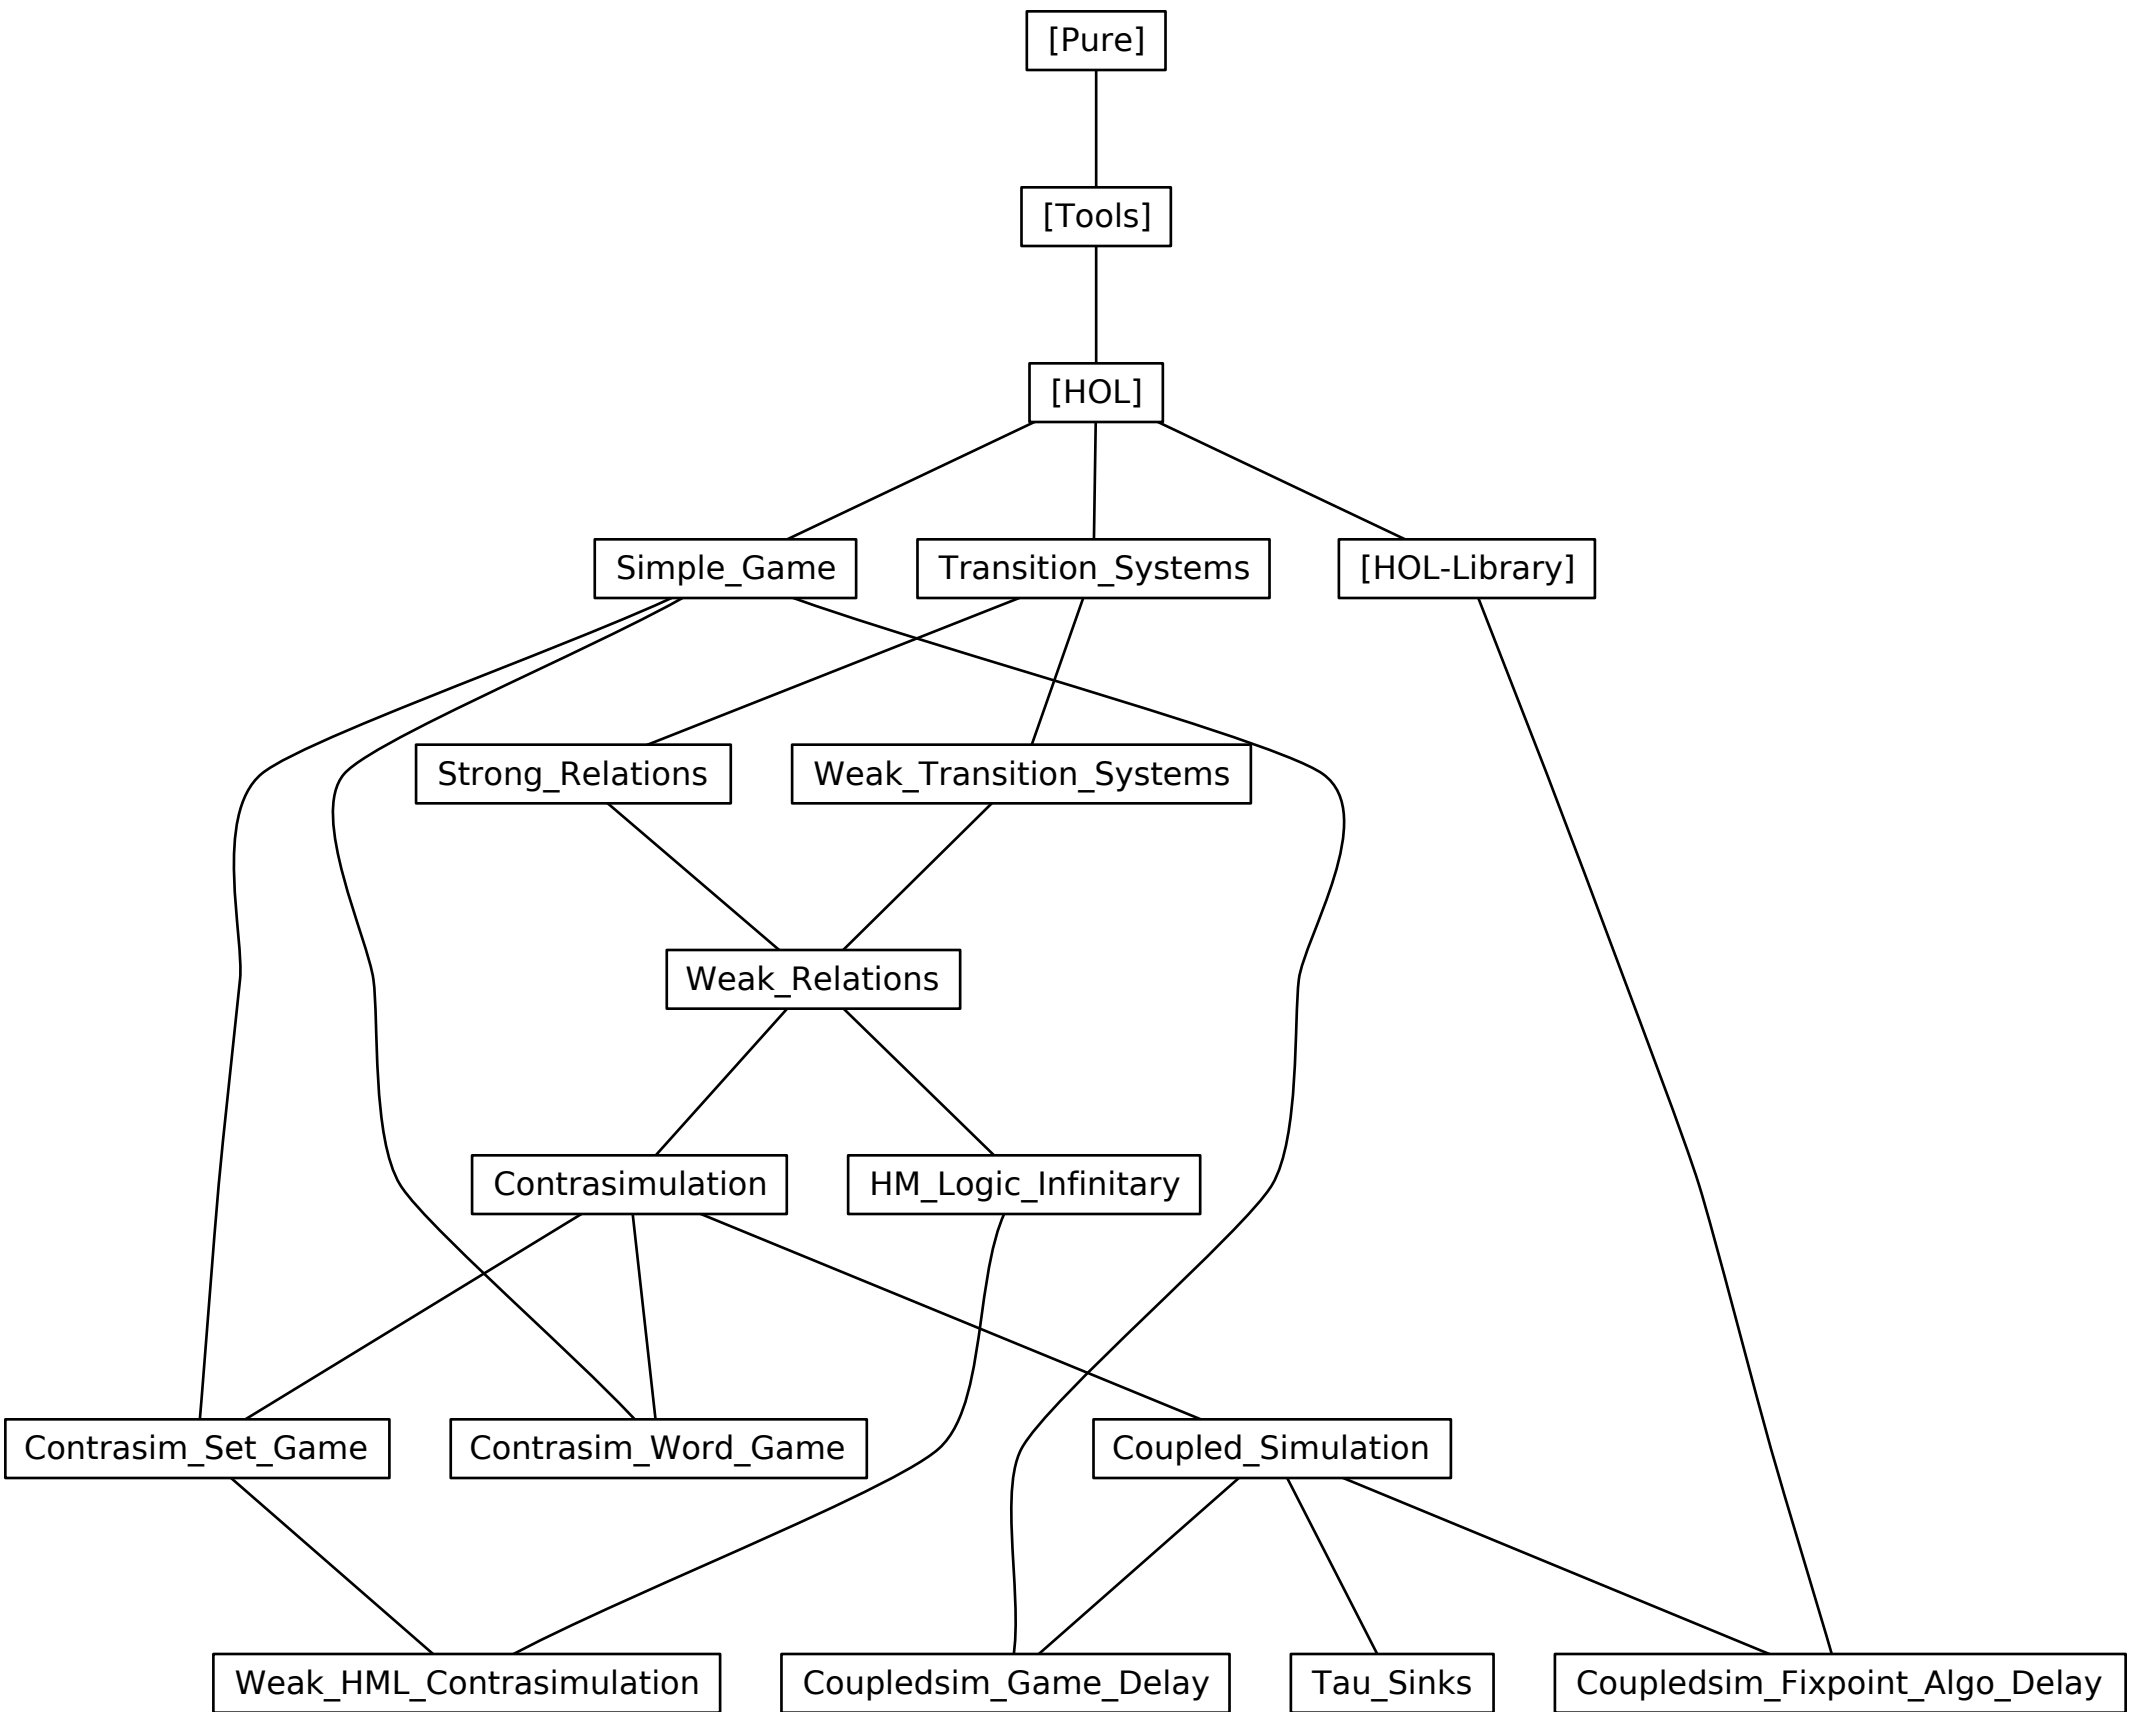 [Pure]
[Tools]
[HOL]
Simple_Game
Transition_Systems
[HOL-Library]
Strong_Relations
Weak_Transition_Systems
Weak_Relations
Contrasimulation
HM_Logic_Infinitary
Contrasim_Set_Game
Contrasim_Word_Game
Coupled_Simulation
Weak_HML_Contrasimulation
Coupledsim_Game_Delay
Tau_Sinks
Coupledsim_Fixpoint_Algo_Delay